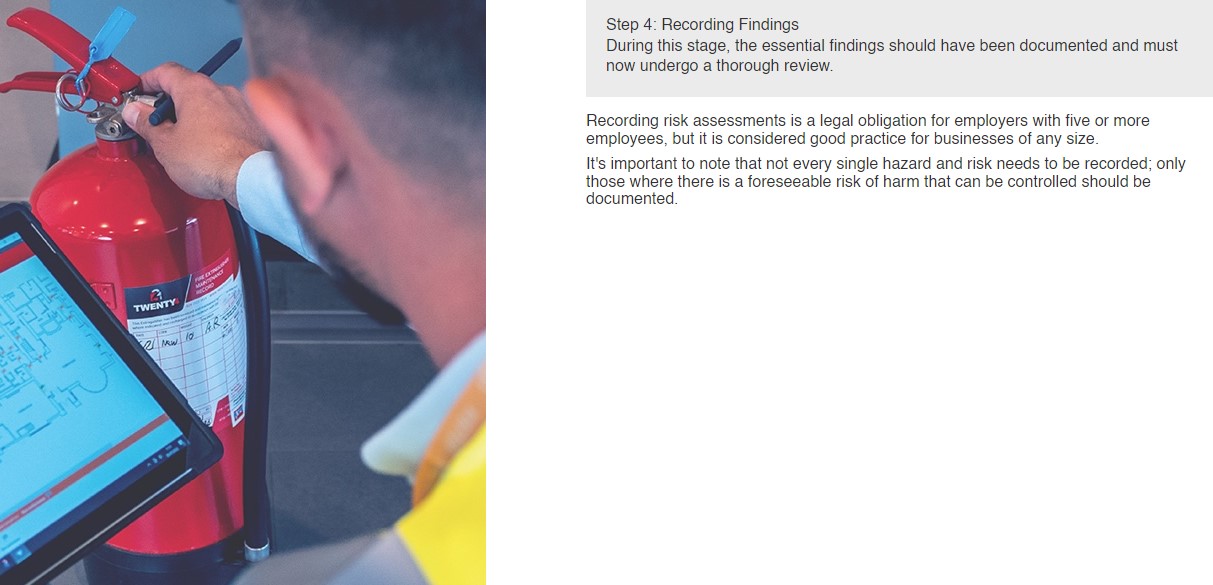 Step 4: Recording Findings
During this stage, the essential findings should have been documented and must
now undergo a thorough review.
Recording risk assessments is a legal obligation for employers with five or more
employees, but it is considered good practice for businesses of any size.
It's important to note that not every single hazard and risk needs to be recorded; only
those where there is a foreseeable risk of harm that can be controlled should be
documented.
FIRE EXTINGUISHER
MAINTENANCE
RECORD
TWENTY
A.R